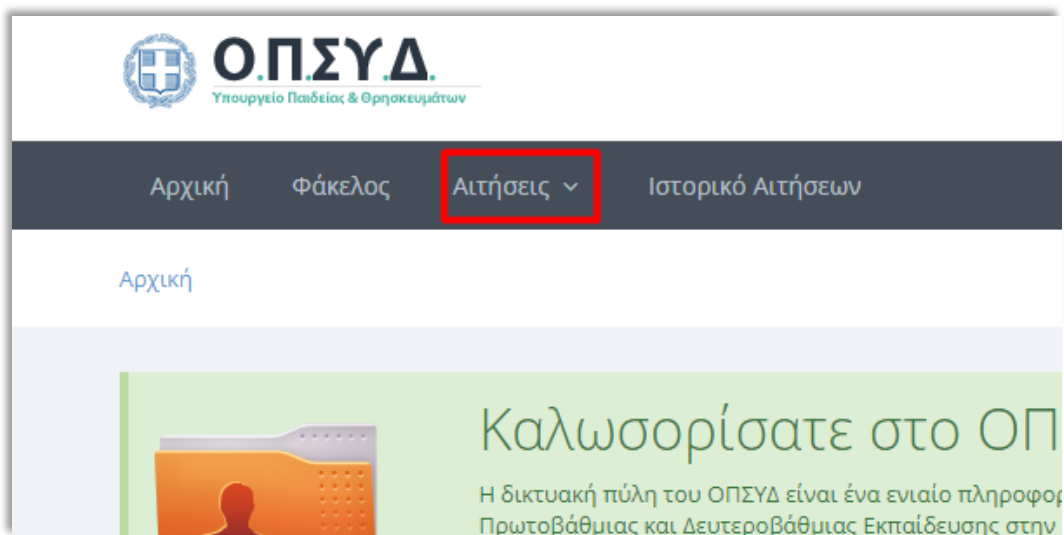 Ο.Π.ΣΥ.Δ.
Υπουργείο Παιδείας & Θρησκευμάτων
Αρχική Φάκελος Αιτήσεις Ιστορικό Αιτήσεων
Αρχική
Καλωσορίσατε στο ΟΠ
Η δικτυακή πύλη του ΟΠΣΥΔ είναι ένα ενιαίο πληροφορ
Πρωτοβάθμιας και Δευτεροβάθμιας Εκπαίδευσης στην